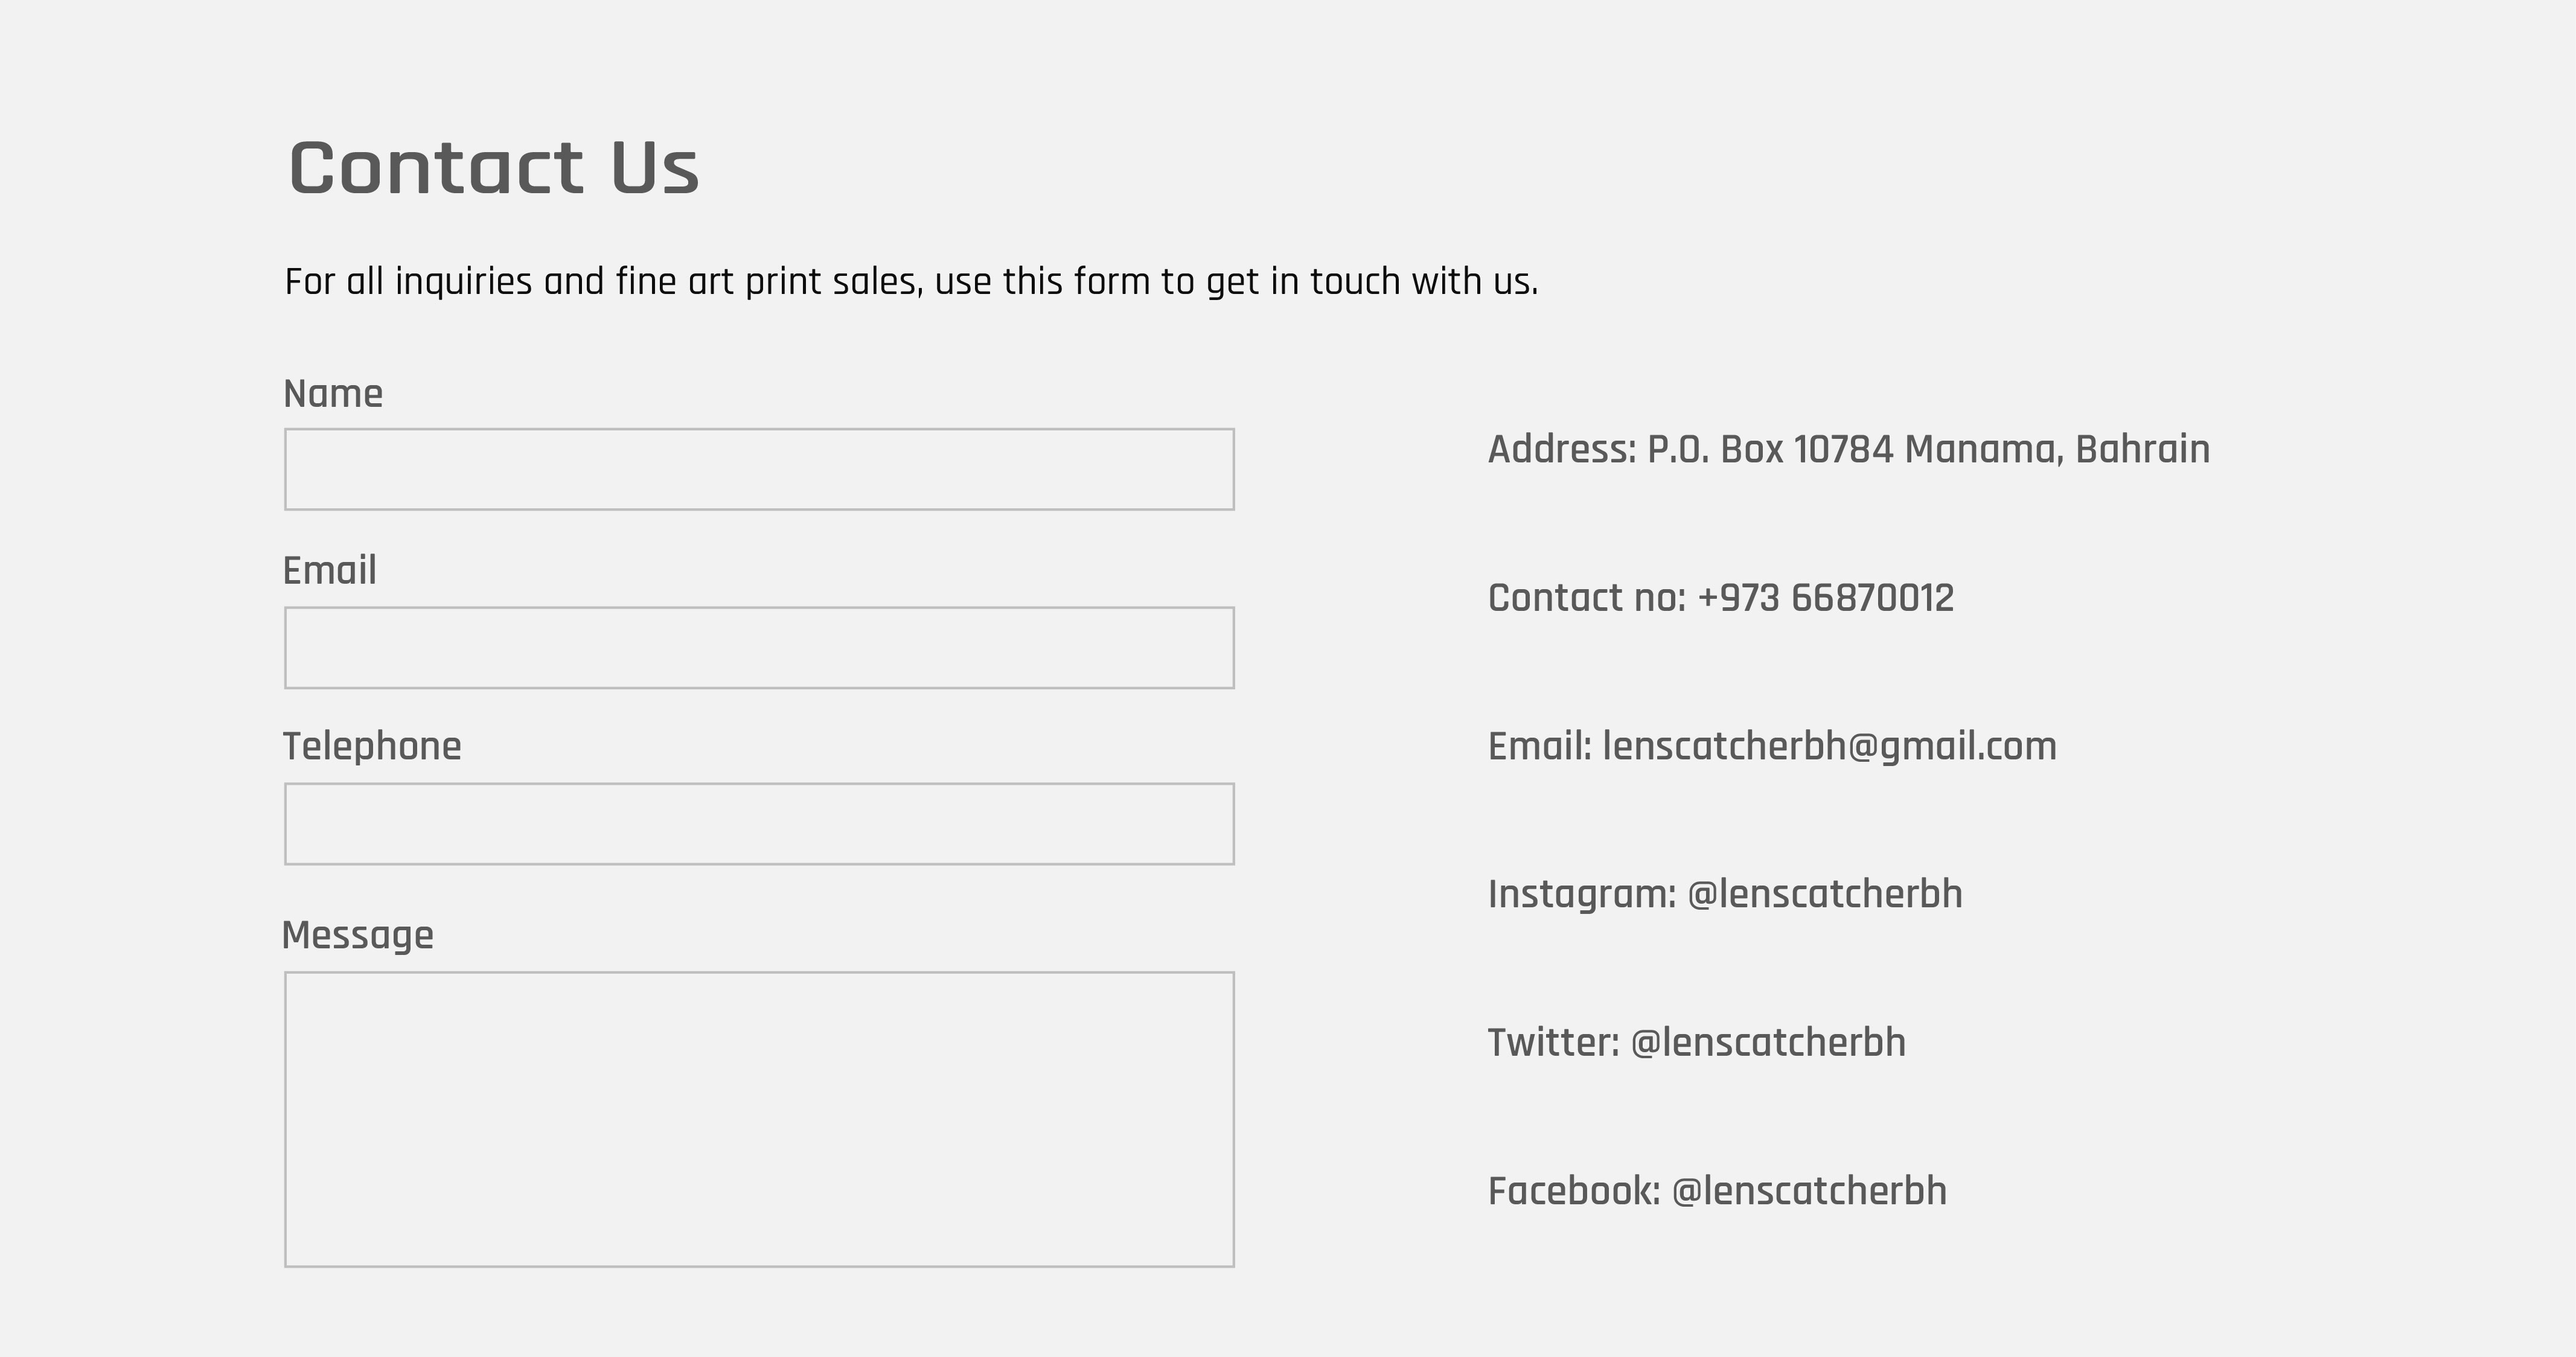 Contact Us
For all inquiries and fine art print sales, use this form to get in touch with us.
Name
Email
Telephone
Message
Address: P.O. Box 10784 Manama, Bahrain
Contact no: +973 66870012
Email: lenscatcherbh@gmail.com
Instagram: @lenscatcherbh
Twitter: @lenscatcherbh
Facebook: @lenscatcherbh